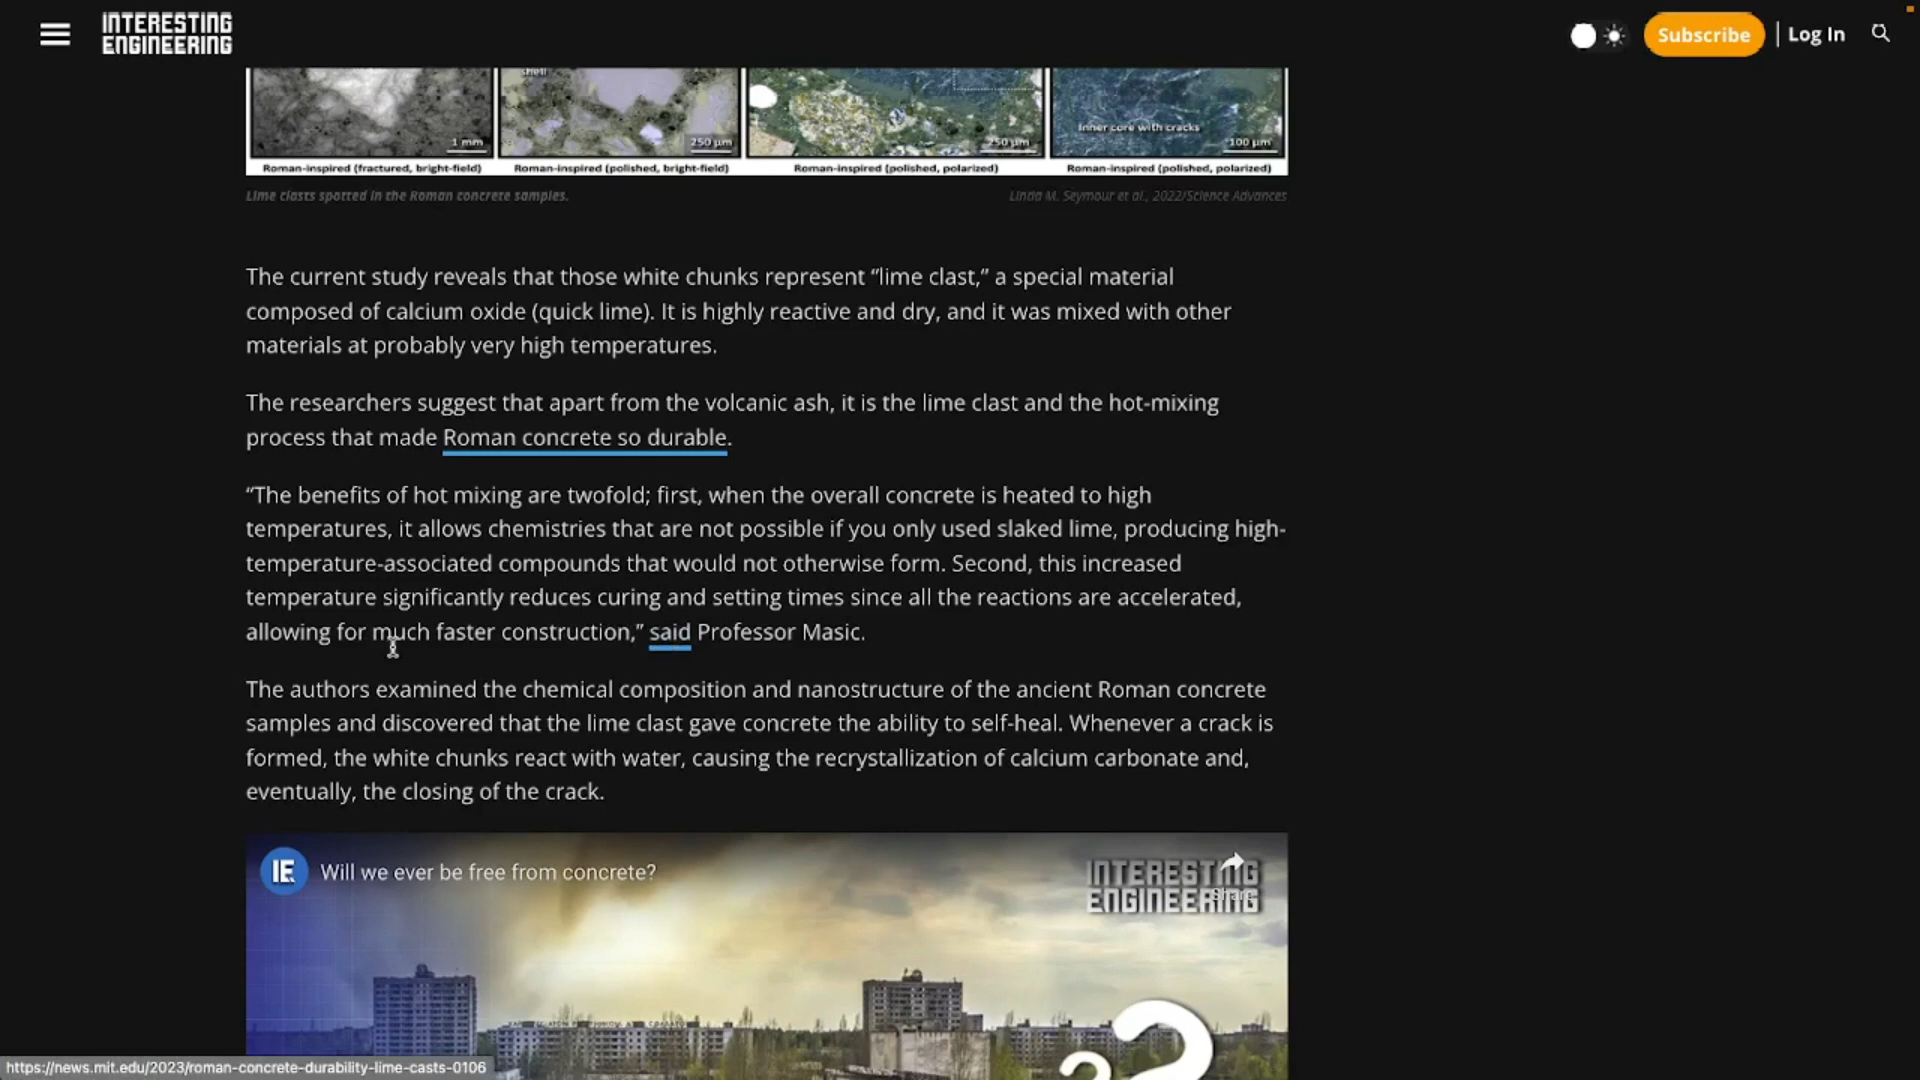 INTERESTING
ENGINEERING
Subscribe
Log In
shell
1 mm
250 µm
250 µm
Inner core with cracks
100 µm
Roman-inspired (fractured, bright-field)
Roman-inspired (polished, bright-field)
Roman-inspired (polished, polarized)
Roman-inspired (polished, polarized)
Lime clasts spotted in the Roman concrete samples.
Linda M. Seymour et al., 2022/Science Advances
The current study reveals that those white chunks represent “lime clast,” a special material
composed of calcium oxide (quick lime). It is highly reactive and dry, and it was mixed with other
materials at probably very high temperatures.
The researchers suggest that apart from the volcanic ash, it is the lime clast and the hot-mixing
process that made Roman concrete so durable.
“The benefits of hot mixing are twofold; first, when the overall concrete is heated to high
temperatures, it allows chemistries that are not possible if you only used slaked lime, producing high-
temperature-associated compounds that would not otherwise form. Second, this increased
temperature significantly reduces curing and setting times since all the reactions are accelerated,
allowing for much faster construction,” said Professor Masic.
The authors examined the chemical composition and nanostructure of the ancient Roman concrete
samples and discovered that the lime clast gave concrete the ability to self-heal. Whenever a crack is
formed, the white chunks react with water, causing the recrystallization of calcium carbonate and,
eventually, the closing of the crack.
IE
Will we ever be free from concrete?
INTERESTING
ENGINEERING
Share
??
https://news.mit.edu/2023/roman-concrete-durability-lime-casts-0106